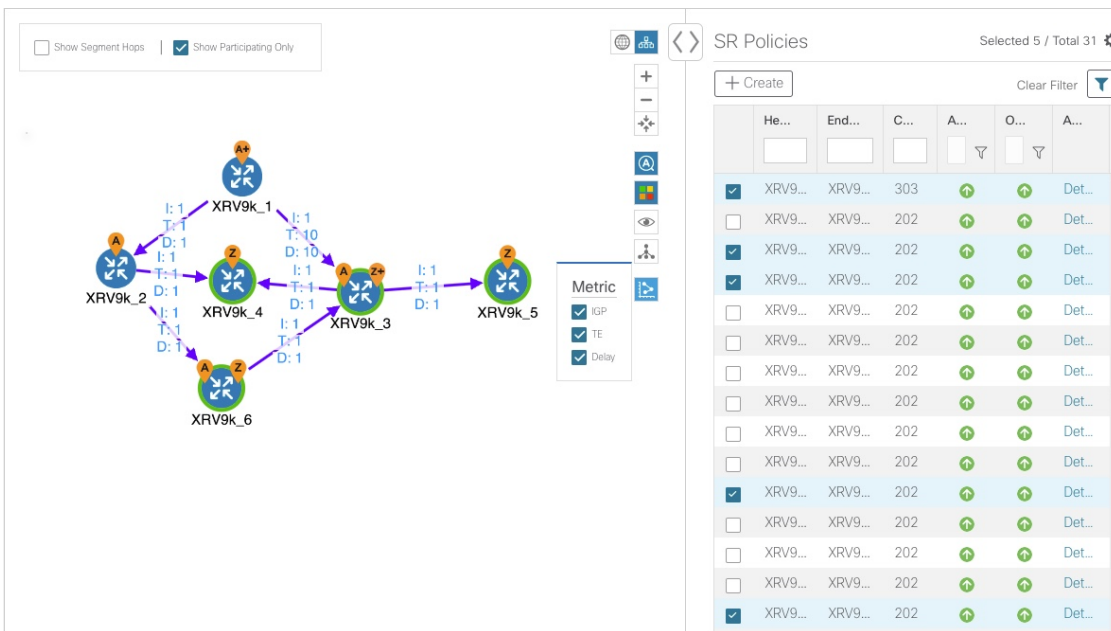 Show Segment Hops | Show Participating Only
A+
XRV9k_1
I: 1
T: 1
D: 1
I: 1
T: 10
D: 10
A
XRV9k_2
I: 1
T: 1
D: 1
Z
XRV9k_4
I: 1
T: 1
D: 1
A Z+
XRV9k_3
I: 1
T: 1
D: 1
Z
XRV9k_5
I: 1
T: 1
D: 1
I: 1
T: 1
D: 1
A Z
XRV9k_6
A
Metric
IGP
TE
Delay
SR Policies
Selected 5 / Total 31
+ Create
Clear Filter
He... End... C... A... O... A...
XRV9... XRV9... 303 Det...
XRV9... XRV9... 202 Det...
XRV9... XRV9... 202 Det...
XRV9... XRV9... 202 Det...
XRV9... XRV9... 202 Det...
XRV9... XRV9... 202 Det...
XRV9... XRV9... 202 Det...
XRV9... XRV9... 202 Det...
XRV9... XRV9... 202 Det...
XRV9... XRV9... 202 Det...
XRV9... XRV9... 202 Det...
XRV9... XRV9... 202 Det...
XRV9... XRV9... 202 Det...
XRV9... XRV9... 202 Det...
XRV9... XRV9... 202 Det...